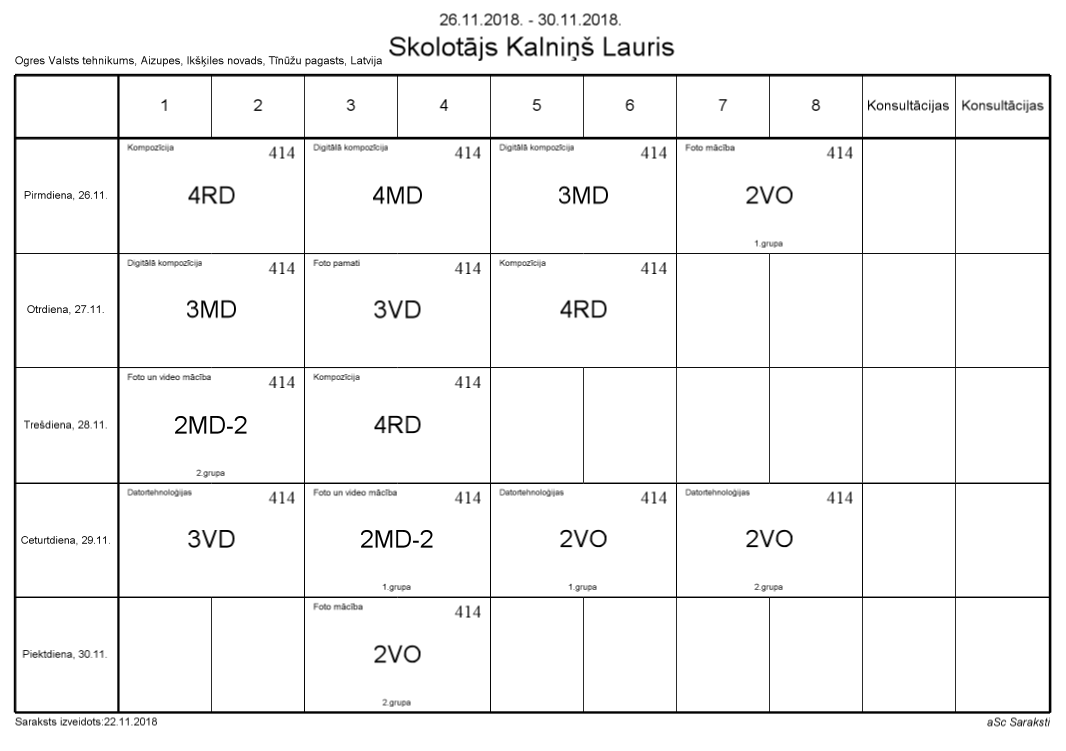 26.11.2018. - 30.11.2018.
Skolotājs Kalniņš Lauris
Ogres Valsts tehnikums, Aizupes, Ikšķiles novads, Tīnūžu pagasts, Latvija
1 2 3 4 5 6 7 8 Konsultācijas Konsultācijas
Pirmdiena, 26.11.
Kompozīcija 414
4RD
Digitālā kompozīcija 414
4MD
Digitālā kompozīcija 414
3MD
Foto mācība 414
2VO
1.grupa
Otrdiena, 27.11.
Digitālā kompozīcija 414
3MD
Foto pamati 414
3VD
Kompozīcija 414
4RD
Trešdiena, 28.11.
Foto un video mācība 414
2MD-2
2.grupa
Kompozīcija 414
4RD
Ceturtdiena, 29.11.
Datortehnoloģijas 414
3VD
Foto un video mācība 414
2MD-2
1.grupa
Datortehnoloģijas 414
2VO
1.grupa
Datortehnoloģijas 414
2VO
2.grupa
Piektdiena, 30.11.
Foto mācība 414
2VO
2.grupa
Saraksts izveidots:22.11.2018
aSc Saraksti